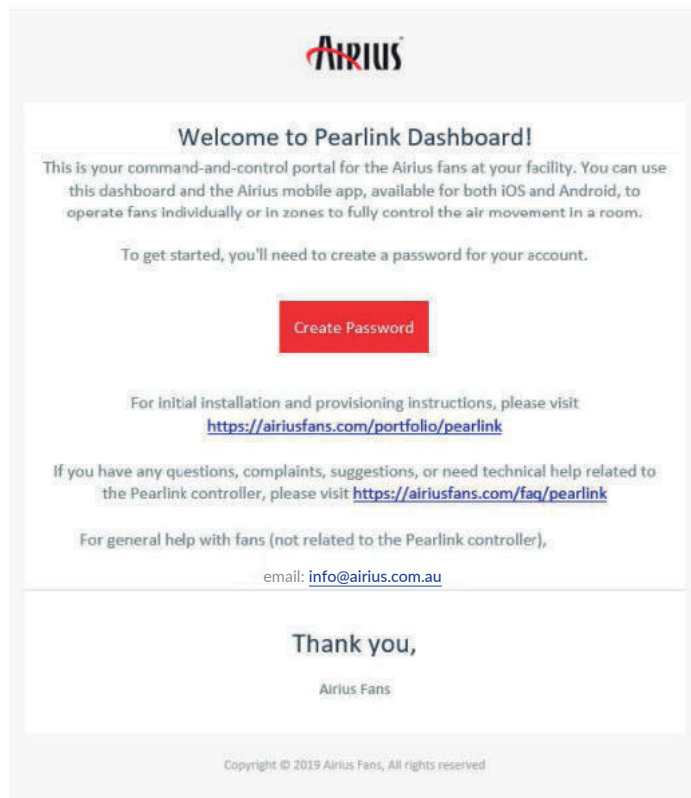 AIRIUS
Welcome to Pearlink Dashboard!
This is your command-and-control portal for the Airius fans at your facility. You can use
this dashboard and the Airius mobile app, available for both iOS and Android, to
operate fans individually or in zones to fully control the air movement in a room.
To get started, you'll need to create a password for your account.
Create Password
For initial installation and provisioning instructions, please visit
https://airiusfans.com/portfolio/pearlink
If you have any questions, complaints, suggestions, or need technical help related to
the Pearlink controller, please visit https://airiusfans.com/faq/pearlink
For general help with fans (not related to the Pearlink controller),
email: info@airius.com.au
Thank you,
Airius Fans
Copyright © 2019 Airius Fans, All rights reserved